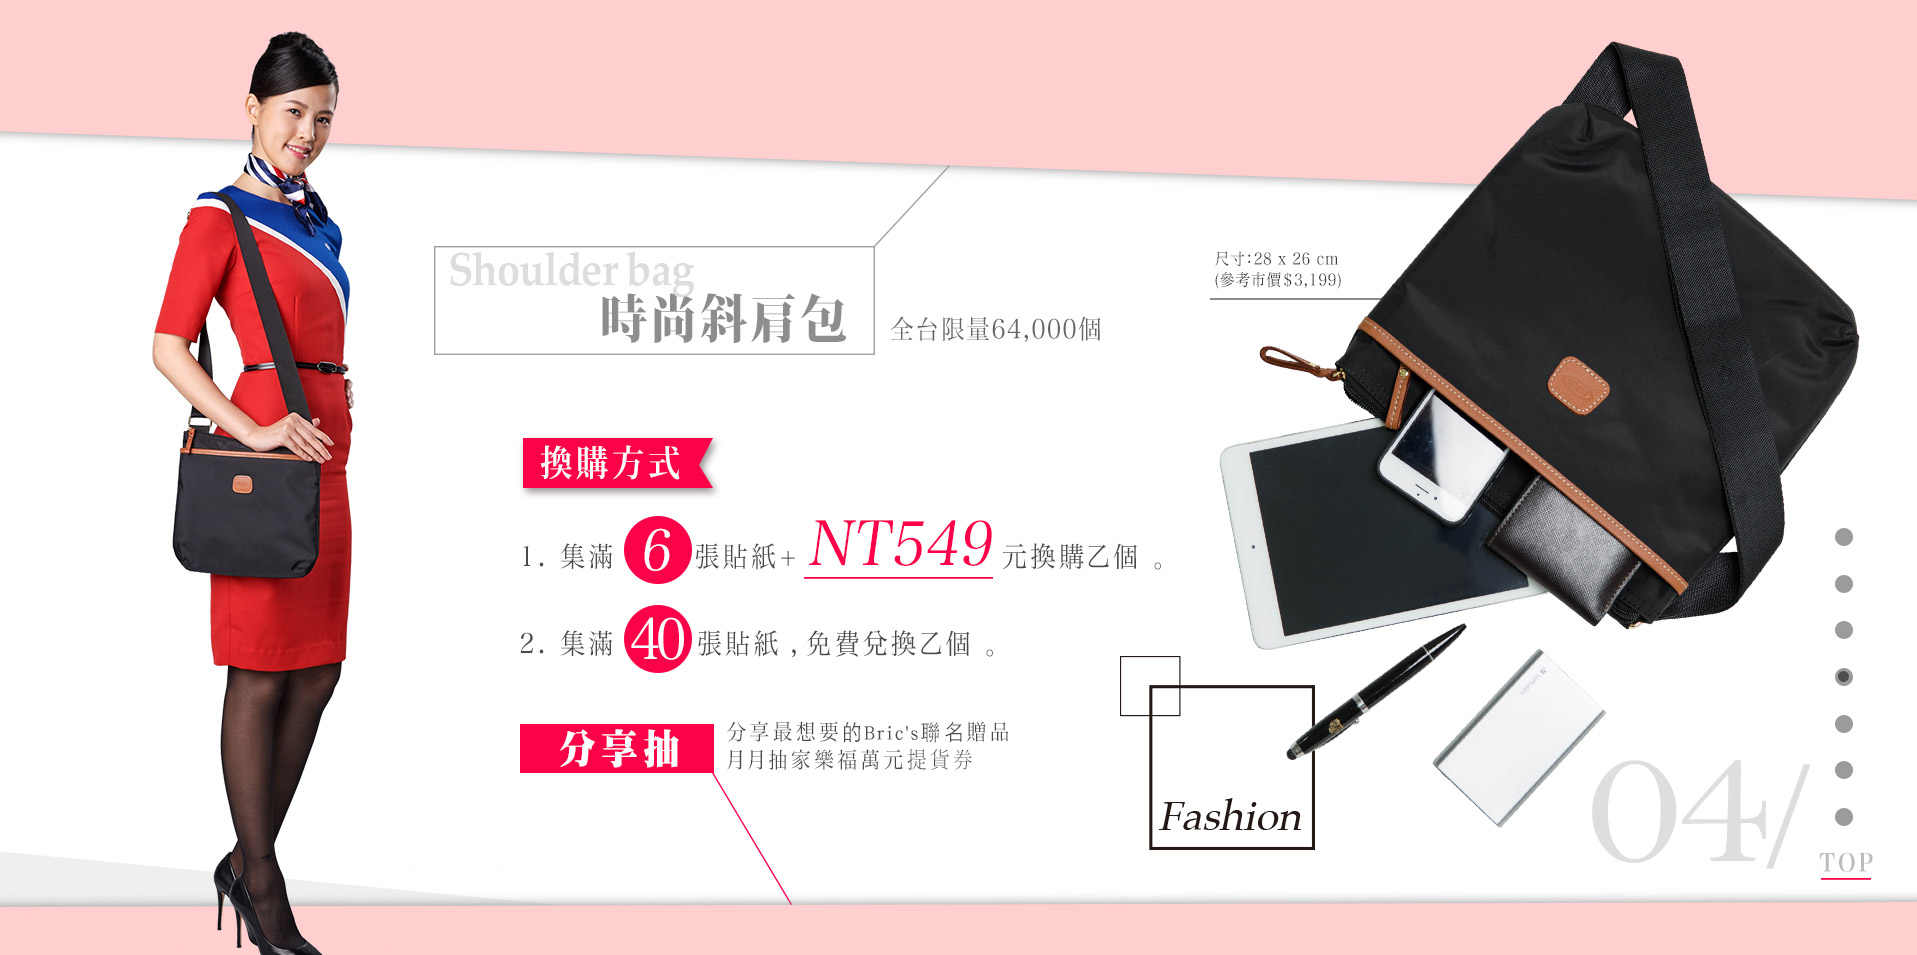 Shoulder bag
時尚斜肩包
全台限量64,000個
尺寸:28 x 26 cm
(參考市價$3,199)
換購方式
1. 集滿 6 張貼紙+ NT549 元換購乙個 。
2. 集滿 40 張貼紙 , 免費兌換乙個 。
分享抽
分享最想要的Bric's聯名贈品
月月抽家樂福萬元提貨券
Fashion
04/
TOP